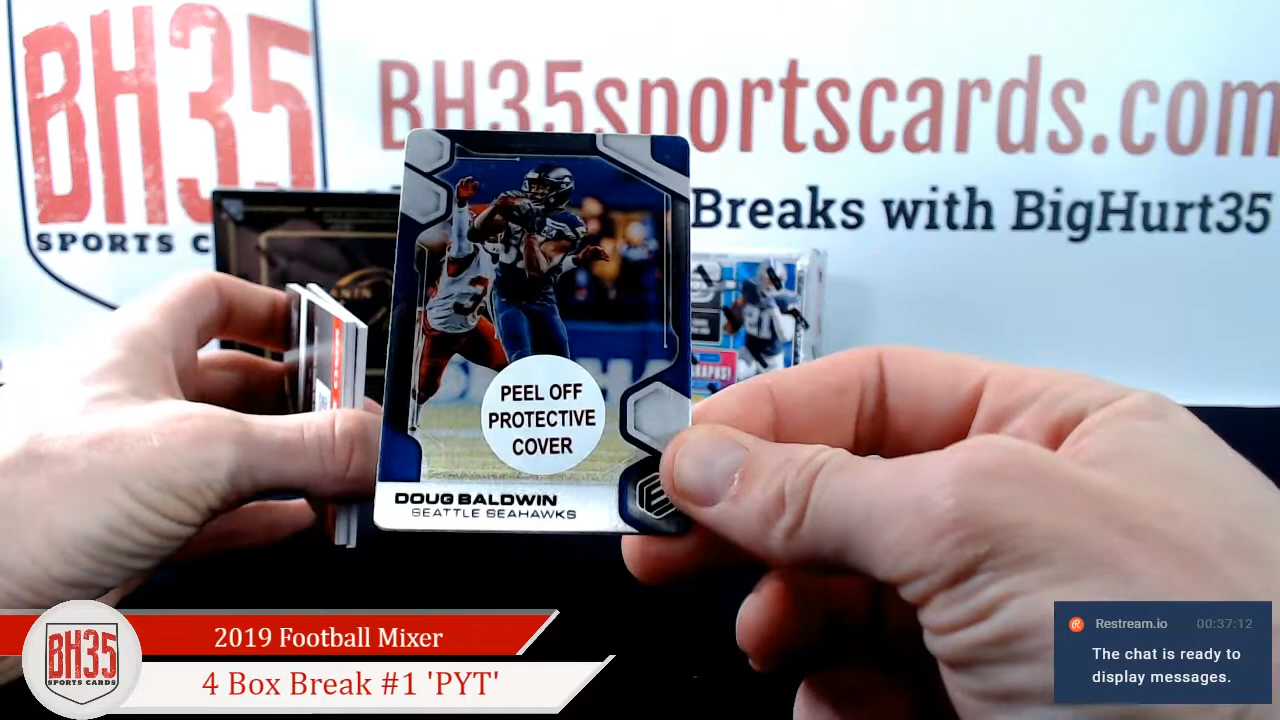 BH35
SPORTS C
BH35sportscards.com
Breaks with BigHurt35
PEEL OFF
PROTECTIVE
COVER
DOUG BALDWIN
SEATTLE SEAHAWKS
21
3
BH35
SPORTS CARDS
2019 Football Mixer
4 Box Break #1 'PYT'
Restream.io 00:37:12
The chat is ready to
display messages.